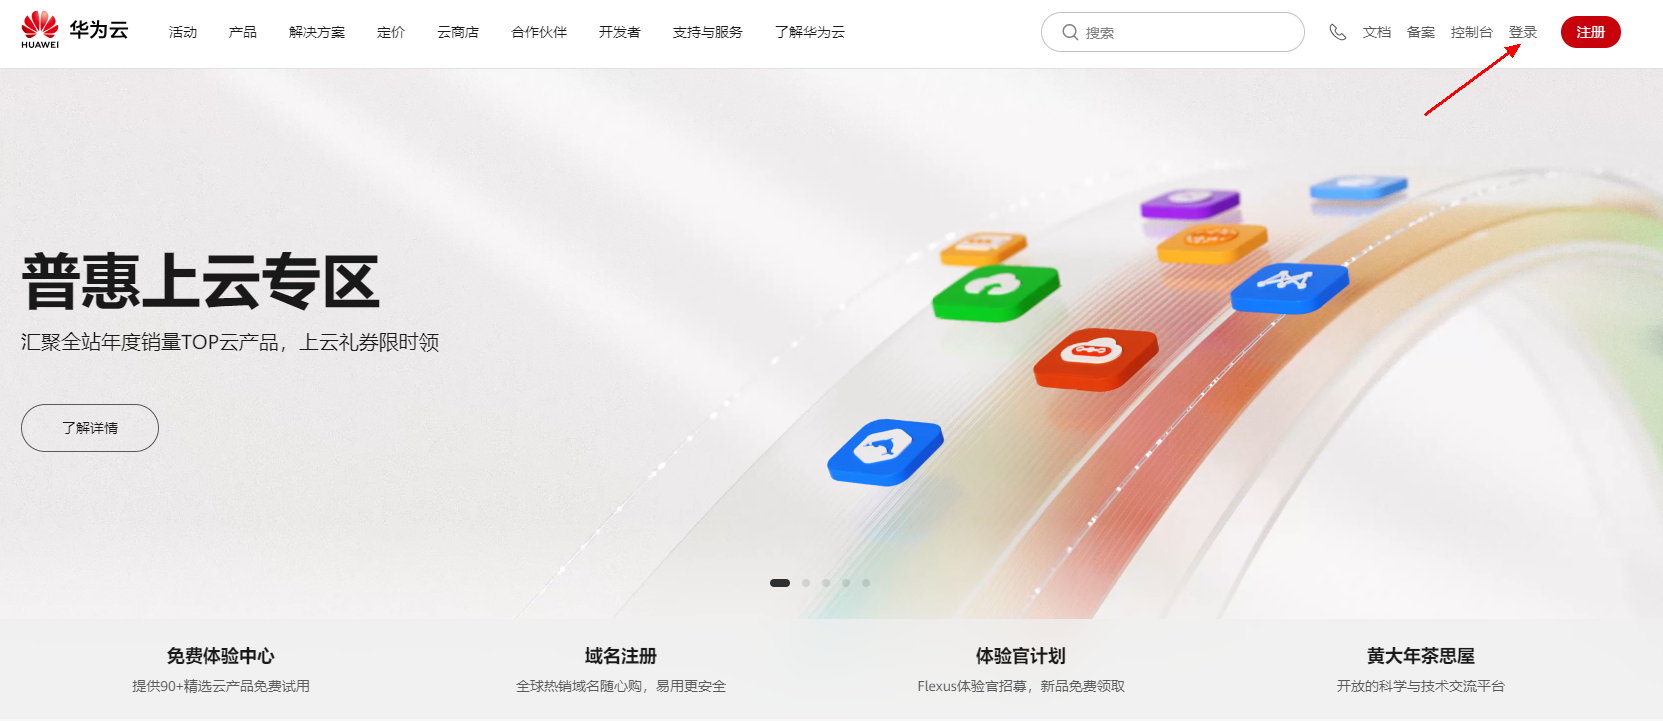 HUAWEI 华为云 活动 产品 解决方案 定价 云商店 合作伙伴 开发者 支持与服务 了解华为云 搜索 文档 备案 控制台 登录 注册
普惠上云专区
汇聚全站年度销量TOP云产品，上云礼券限时领
了解详情
免费体验中心 域名注册 体验官计划 黄大年茶思屋
提供90+精选云产品免费试用 全球热销域名随心购，易用更安全 Flexus体验官招募，新品免费领取 开放的科学与技术交流平台